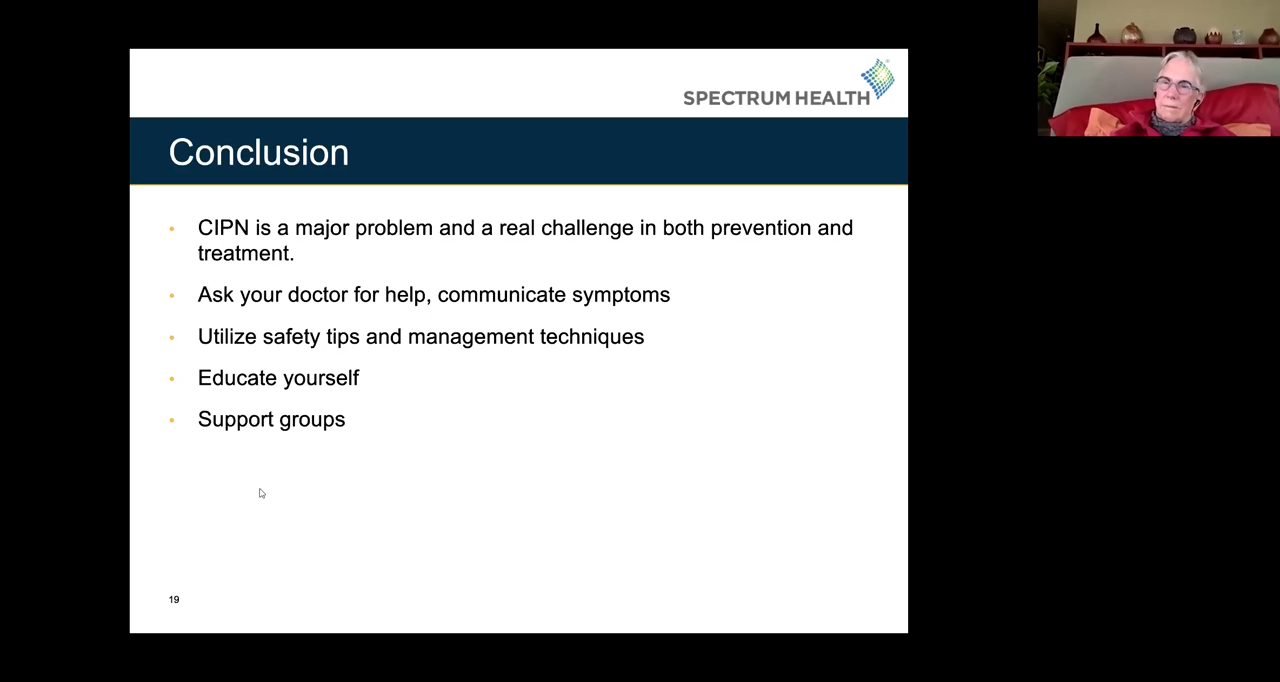 SPECTRUM HEALTH
Conclusion
• CIPN is a major problem and a real challenge in both prevention and
treatment.
• Ask your doctor for help, communicate symptoms
• Utilize safety tips and management techniques
• Educate yourself
• Support groups
19